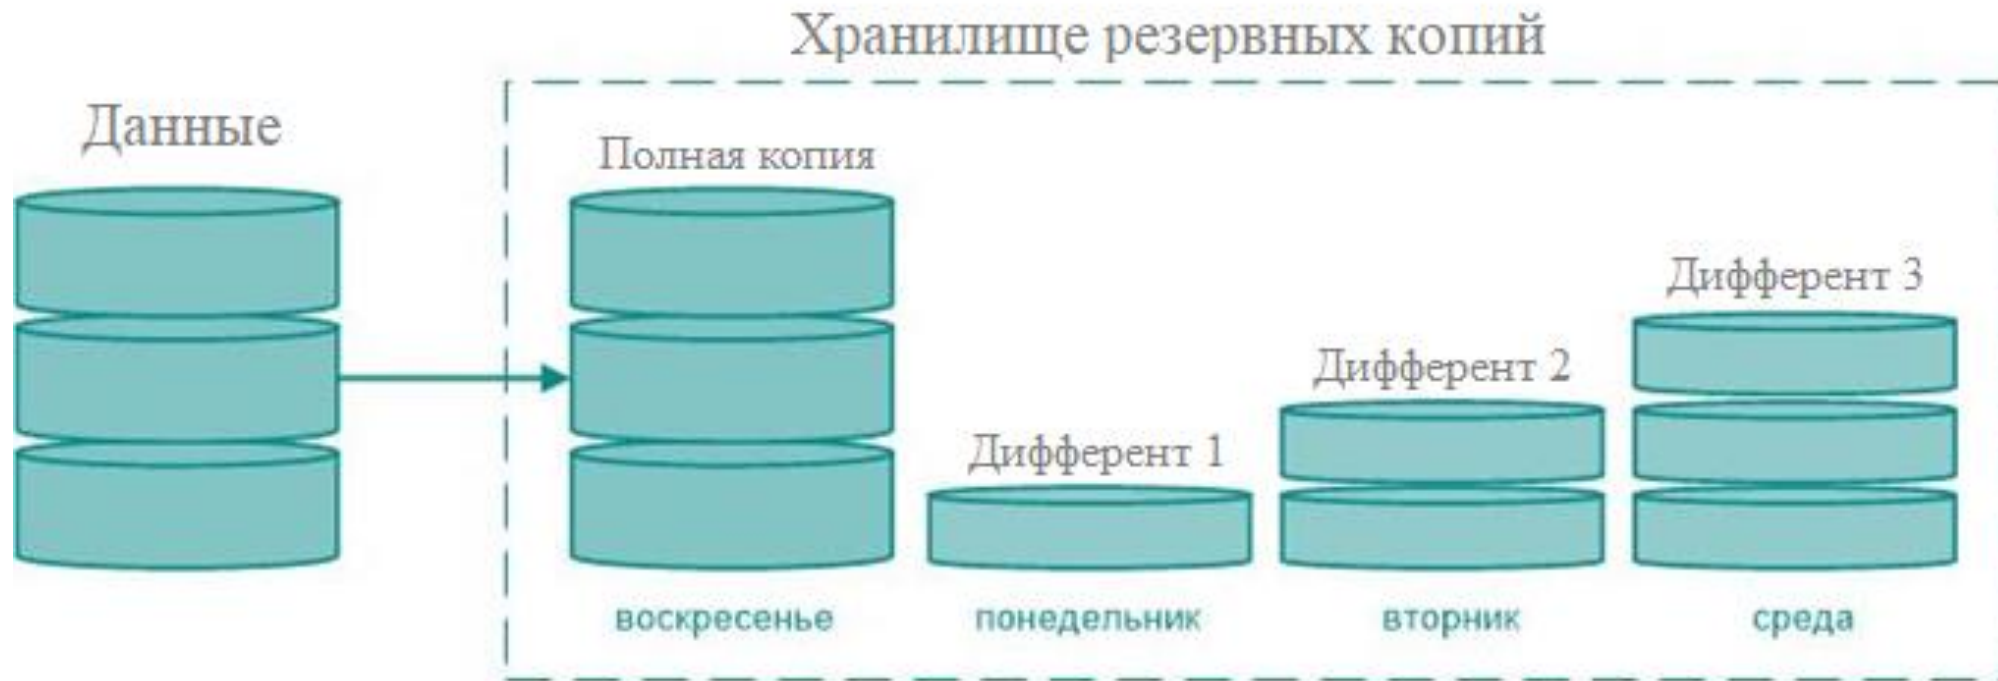 Хранилище резервных копий
Данные
Полная копия
Дифферент 3
Дифферент 2
Дифферент 1
воскресенье
понедельник
вторник
среда